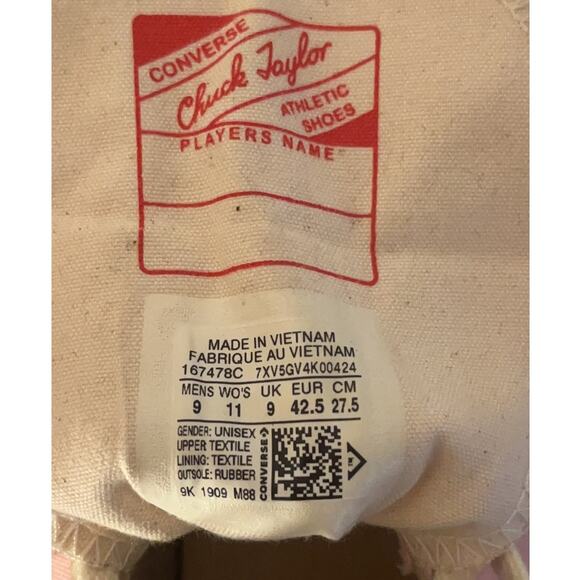 CONVERSE
Chuck Taylor
ATHLETIC
SHOES
PLAYERS NAME
MADE IN VIETNAM
FABRIQUE AU VIETNAM
167478C 7XV5GV4K00424
MENS WO'S UK EUR CM
9 11 9 42.5 27.5
GENDER: UNISEX
UPPER TEXTILE
LINING: TEXTILE
OUTSOLE: RUBBER
9K 1909 M88
CONVERSE
TM